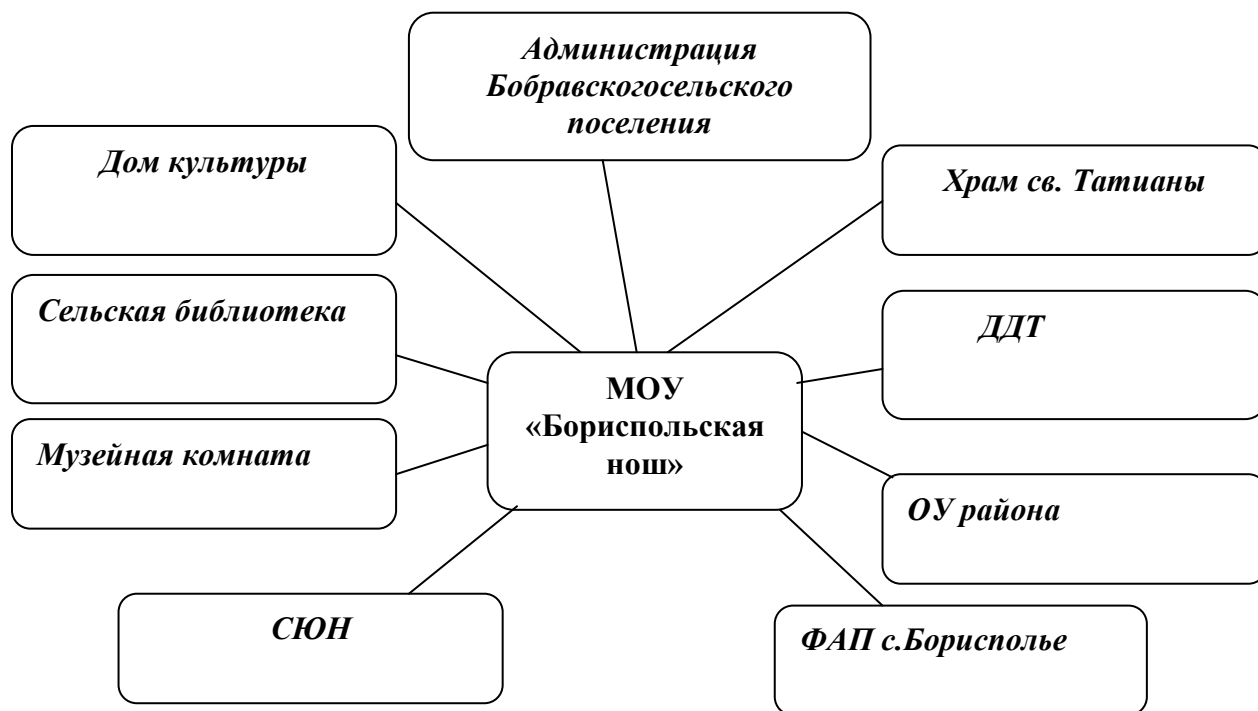 Администрация
Бобравскогосельского
поселения
Дом культуры
Храм св. Татианы
Сельская библиотека
ДДТ
МОУ
«Бориспольская
нош»
Музейная комната
ОУ района
СЮН
ФАП с.Борисполье